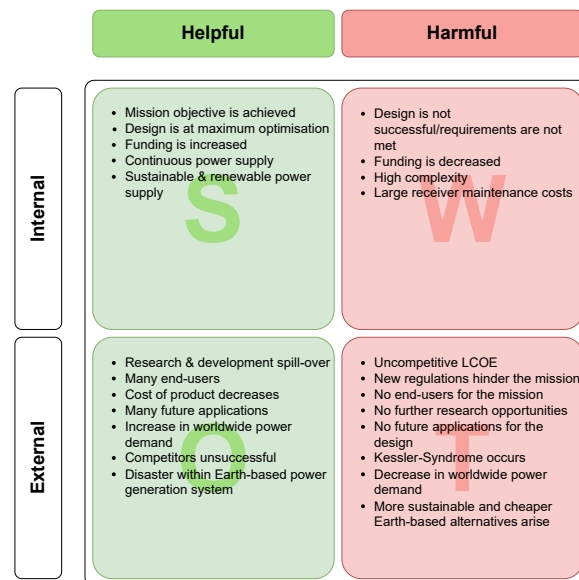 Helpful
Harmful
Internal
• Mission objective is achieved
• Design is at maximum optimisation
• Funding is increased
• Continuous power supply
• Sustainable & renewable power
supply
S
• Design is not
successful/requirements are not
met
• Funding is decreased
• High complexity
• Large receiver maintenance costs
W
External
• Research & development spill-over
• Many end-users
• Cost of product decreases
• Many future applications
• Increase in worldwide power
demand
• Competitors unsuccessful
• Disaster within Earth-based power
generation system
O
• Uncompetitive LCOE
• New regulations hinder the mission
• No end-users for the mission
• No further research opportunities
• No future applications for the
design
• Kessler-Syndrome occurs
• Decrease in worldwide power
demand
• More sustainable and cheaper
Earth-based alternatives arise
T